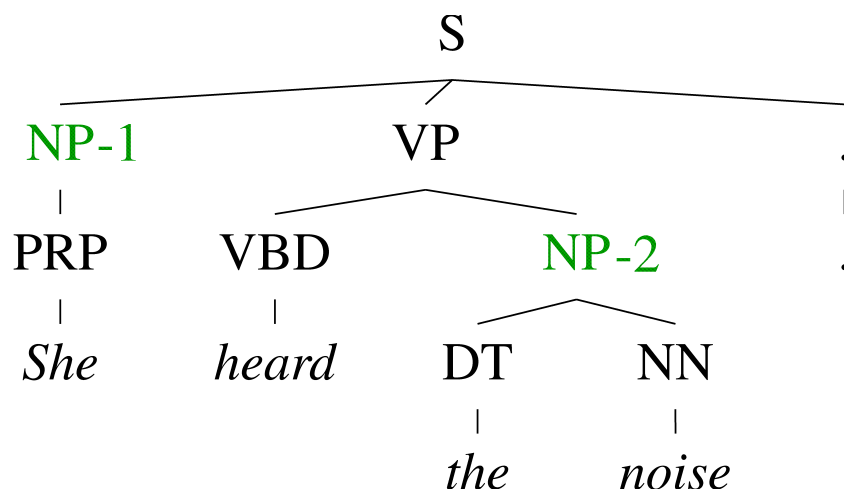 S
NP-1 VP .
PRP VBD NP-2 .
She heard DT NN
the noise